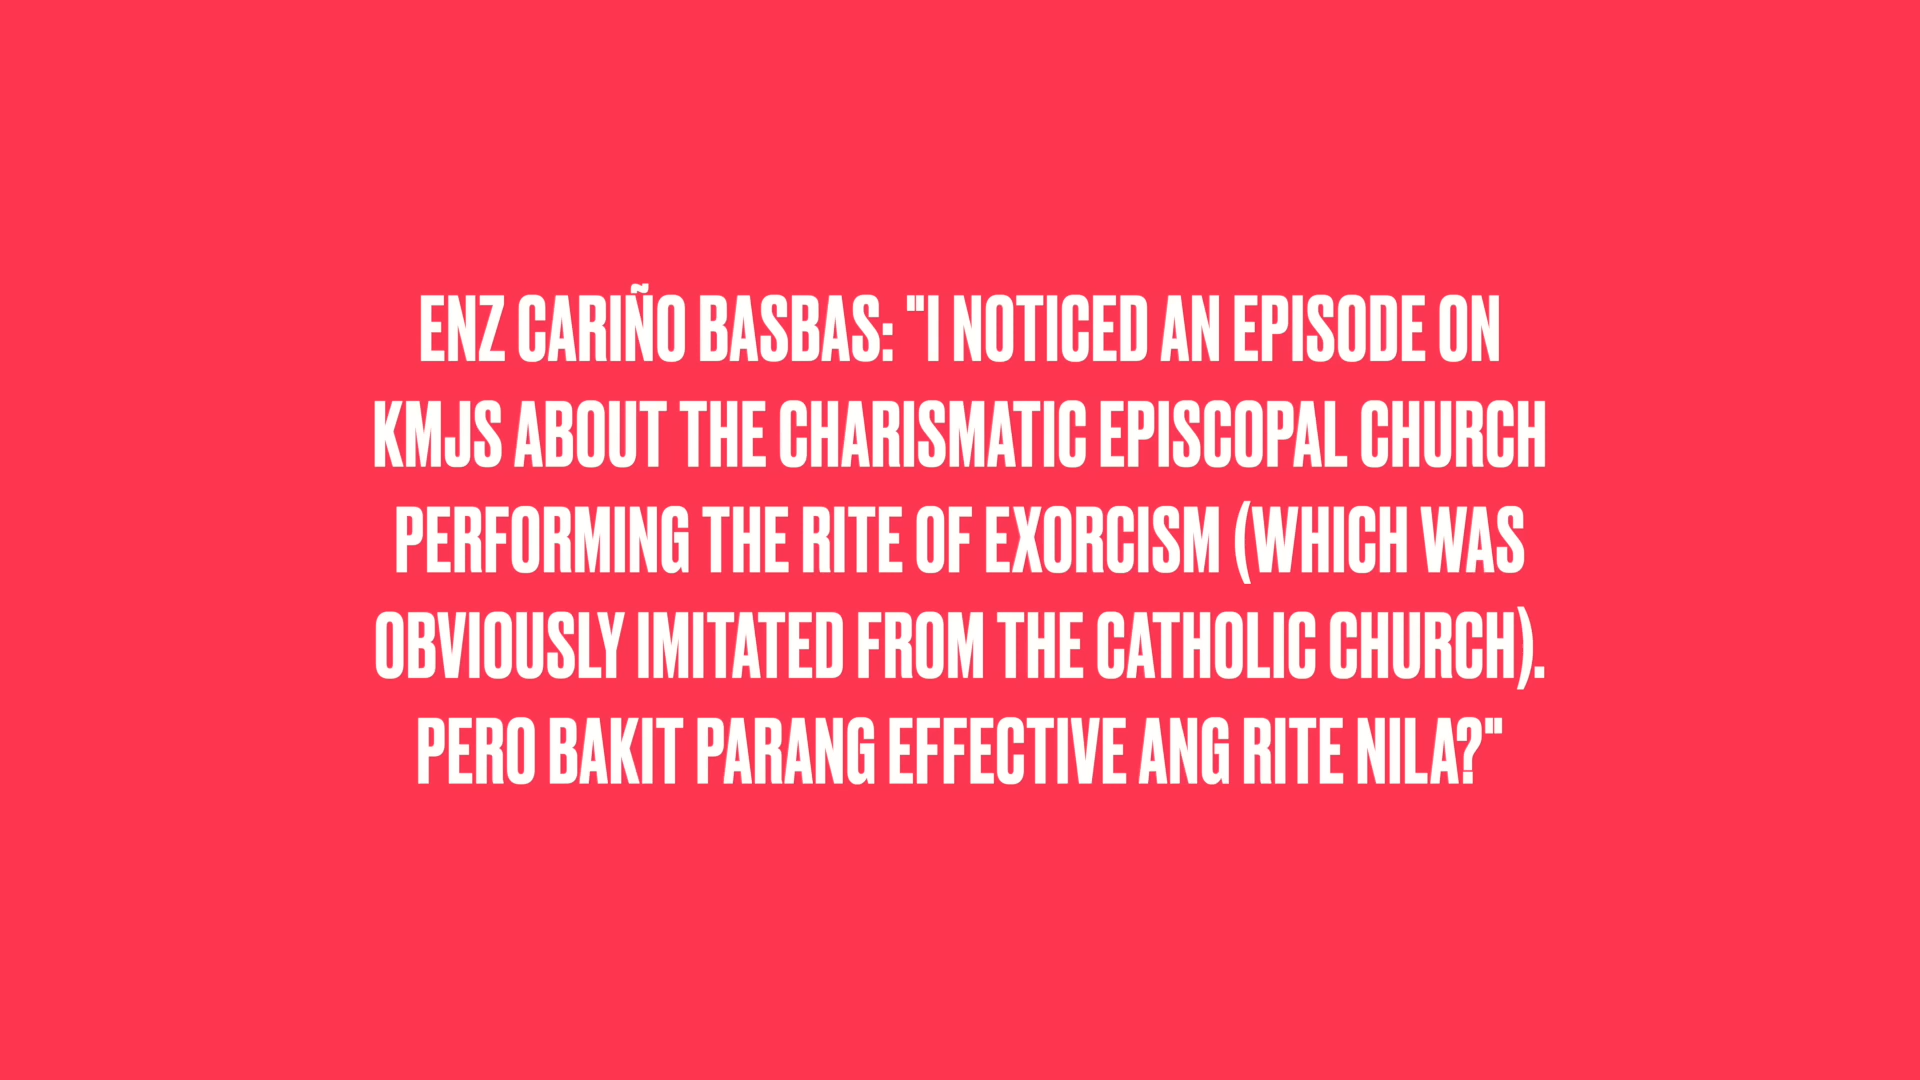 ENZ CARIÑO BASBAS: "I NOTICED AN EPISODE ON
KMJS ABOUT THE CHARISMATIC EPISCOPAL CHURCH
PERFORMING THE RITE OF EXORCISM (WHICH WAS
OBVIOUSLY IMITATED FROM THE CATHOLIC CHURCH).
PERO BAKIT PARANG EFFECTIVE ANG RITE NILA?"